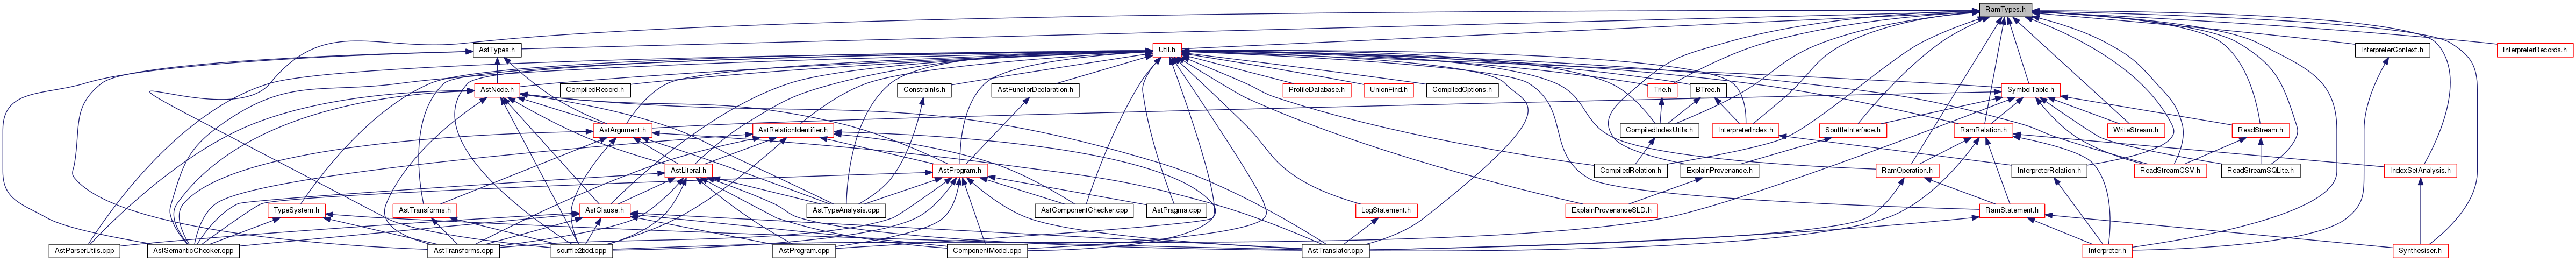 RamTypes.h
AstTypes.h
Util.h
InterpreterContext.h
InterpreterRecords.h
AstNode.h
CompiledRecord.h
Constraints.h
AstFunctorDeclaration.h
ProfileDatabase.h
UnionFind.h
CompiledOptions.h
Trie.h
BTree.h
SymbolTable.h
AstArgument.h
AstRelationIdentifier.h
CompiledIndexUtils.h
InterpreterIndex.h
SouffleInterface.h
RamRelation.h
WriteStream.h
ReadStream.h
AstLiteral.h
AstProgram.h
CompiledRelation.h
ExplainProvenance.h
RamOperation.h
InterpreterRelation.h
ReadStreamCSV.h
ReadStreamSQLite.h
IndexSetAnalysis.h
TypeSystem.h
AstTransforms.h
AstClause.h
AstTypeAnalysis.cpp
AstComponentChecker.cpp
AstPragma.cpp
LogStatement.h
ExplainProvenanceSLD.h
RamStatement.h
AstParserUtils.cpp
AstSemanticChecker.cpp
AstTransforms.cpp
souffle2bdd.cpp
AstProgram.cpp
ComponentModel.cpp
AstTranslator.cpp
Interpreter.h
Synthesiser.h